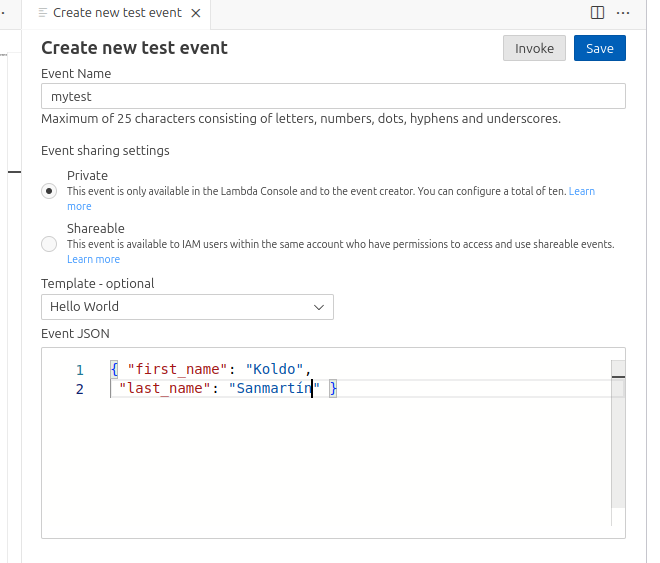 Create new test event
Create new test event
Invoke
Save
Event Name
mytest
Maximum of 25 characters consisting of letters, numbers, dots, hyphens and underscores.
Event sharing settings
Private
This event is only available in the Lambda Console and to the event creator. You can configure a total of ten. Learn
more
Shareable
This event is available to IAM users within the same account who have permissions to access and use shareable events.
Learn more
Template - optional
Hello World
Event JSON
1 { "first_name": "Koldo",
2 "last_name": "Sanmartín" }